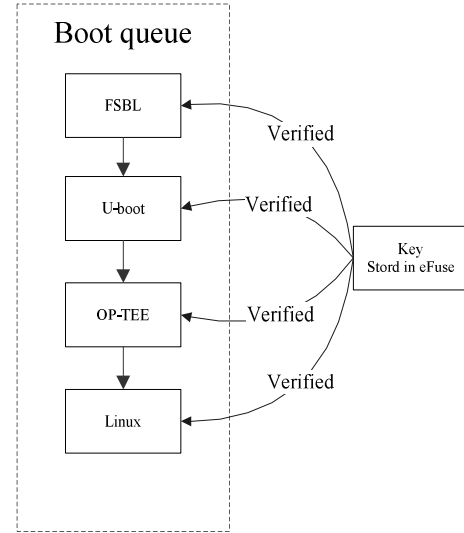 Boot queue
FSBL
Verified
U-boot
Verified
Key
Stord in eFuse
OP-TEE
Verified
Verified
Linux